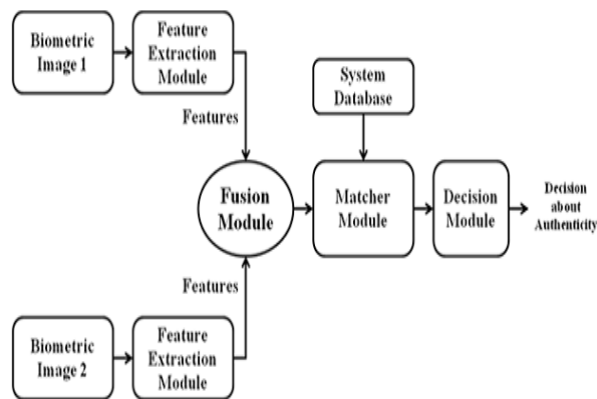 Biometric
Image 1
Feature
Extraction
Module
Features
System
Database
Fusion
Module
Matcher
Module
Decision
Module
Decision
about
Authenticity
Features
Biometric
Image 2
Feature
Extraction
Module